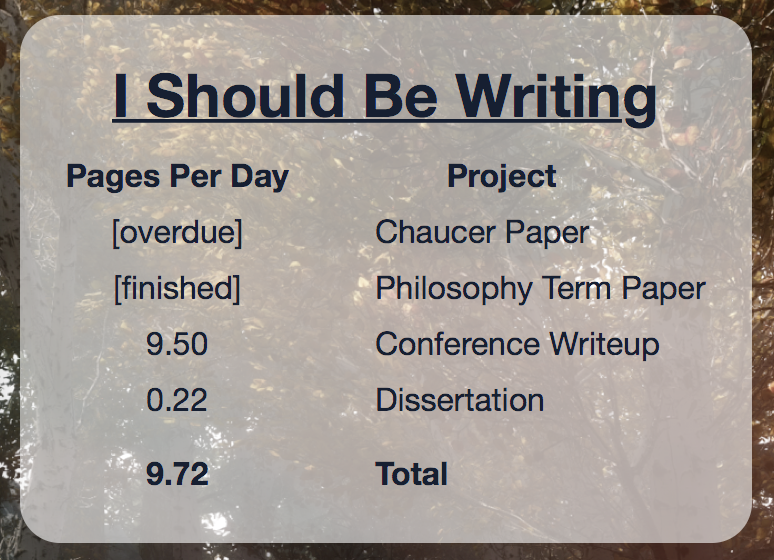 I Should Be Writing
Pages Per Day Project
[overdue] Chaucer Paper
[finished] Philosophy Term Paper
9.50 Conference Writeup
0.22 Dissertation
9.72 Total